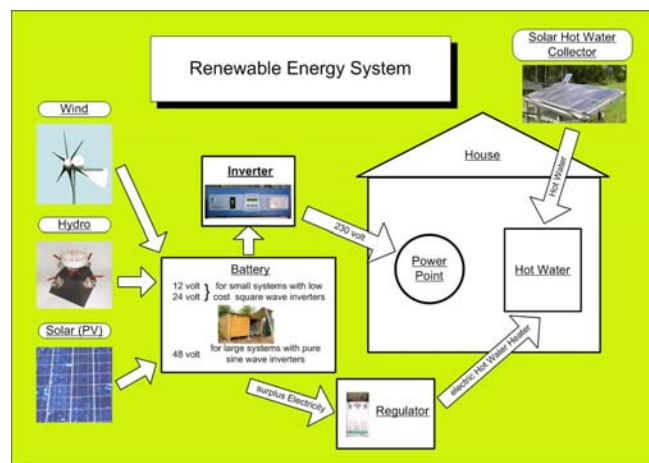 Renewable Energy System
Solar Hot Water
Collector
Wind
Hydro
Solar (PV)
Inverter
Battery
12 volt
24 volt
}
for small systems with low
cost square wave inverters
48 volt
for large systems with pure
sine wave inverters
230 volt
House
Hot Water
Power
Point
Hot Water
surplus Electricity
Regulator
electric Hot Water Heater